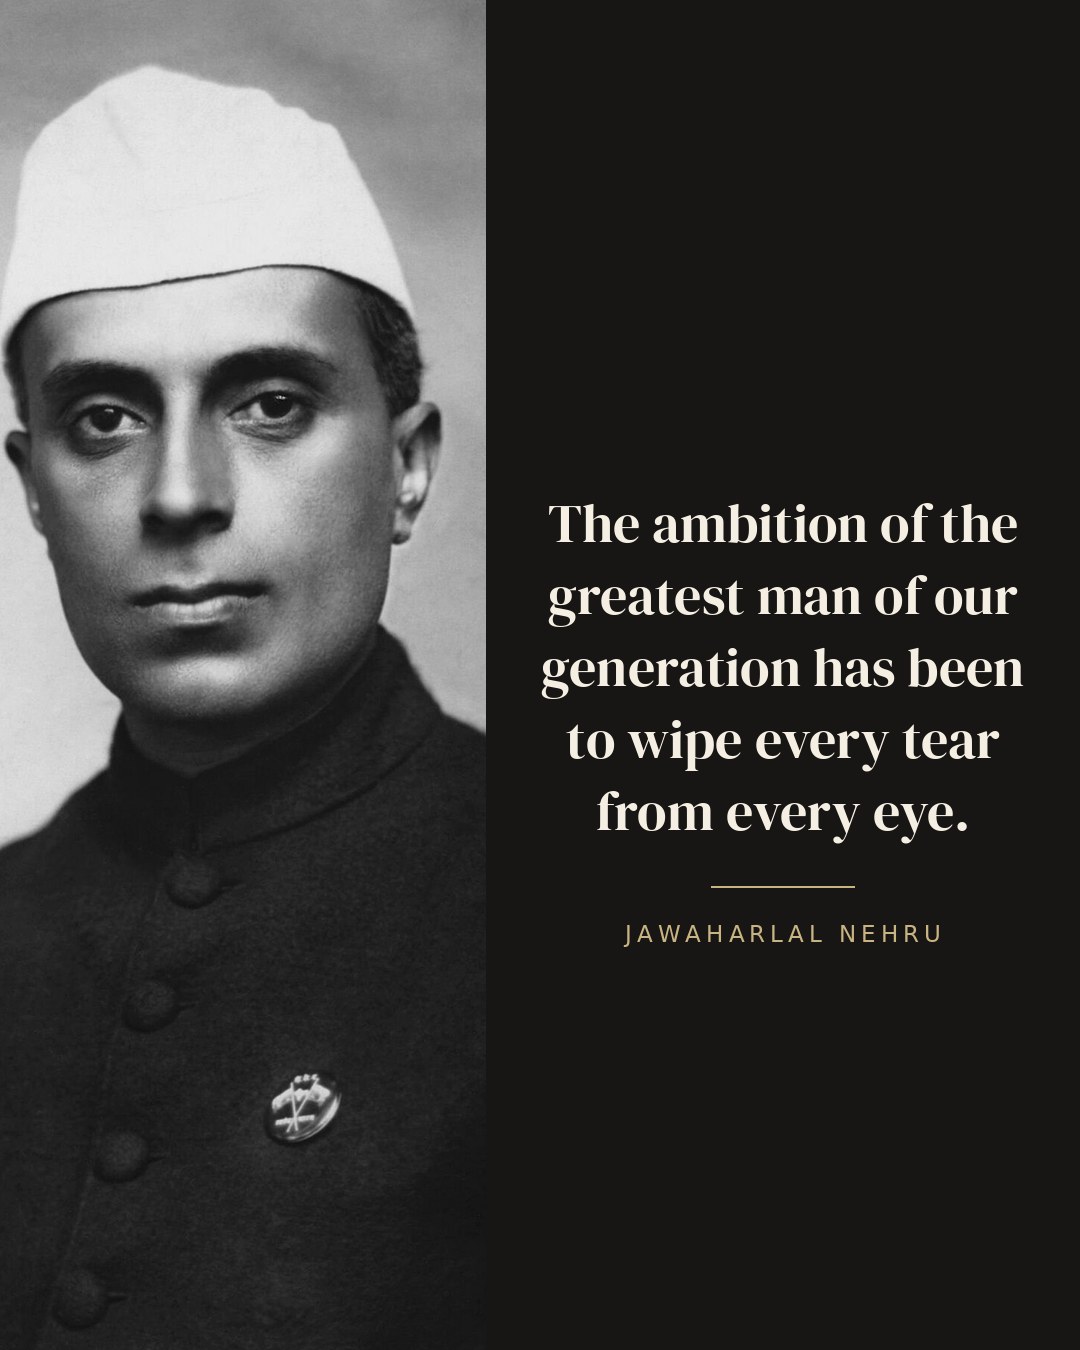 The ambition of the
greatest man of our
generation has been
to wipe every tear
from every eye.
JAWAHARLAL NEHRU